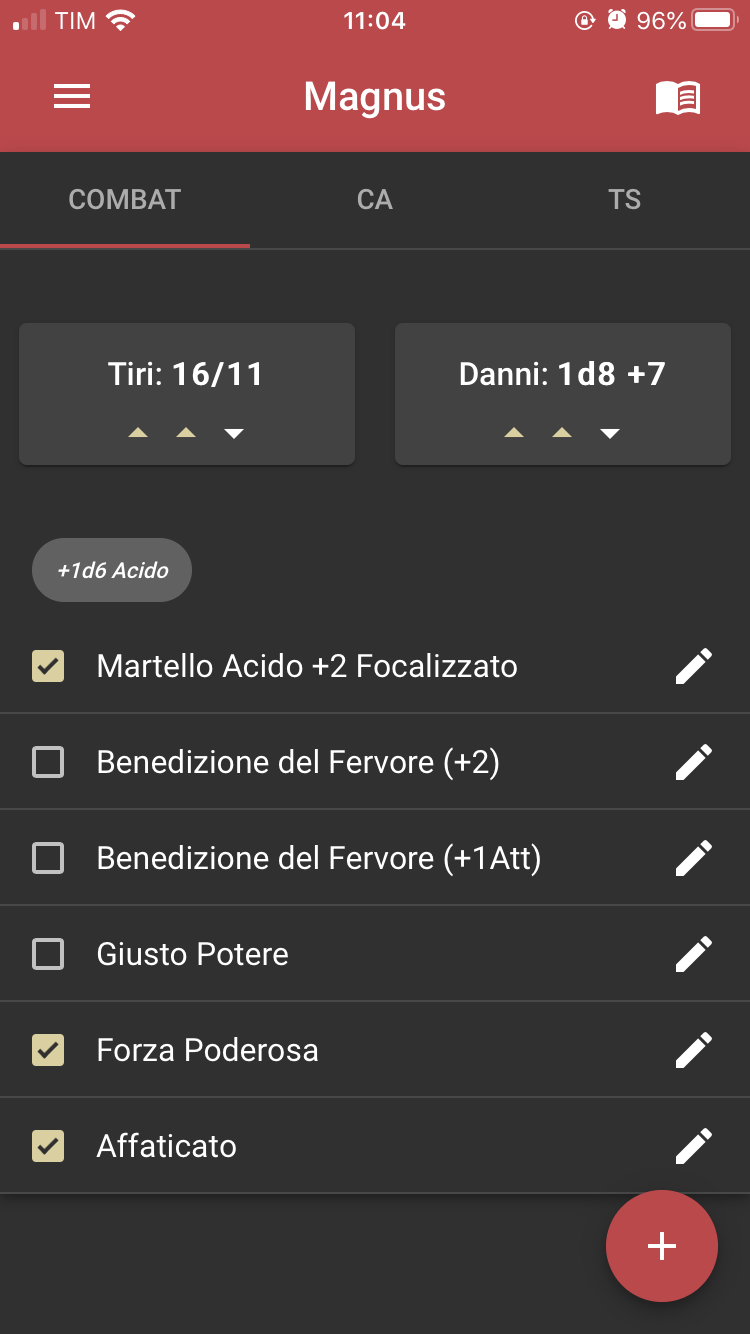 TIM 11:04 96%
Magnus
COMBAT CA TS
Tiri: 16/11 Danni: 1d8 +7
+1d6 Acido
Martello Acido +2 Focalizzato
Benedizione del Fervore (+2)
Benedizione del Fervore (+1Att)
Giusto Potere
Forza Poderosa
Affaticato